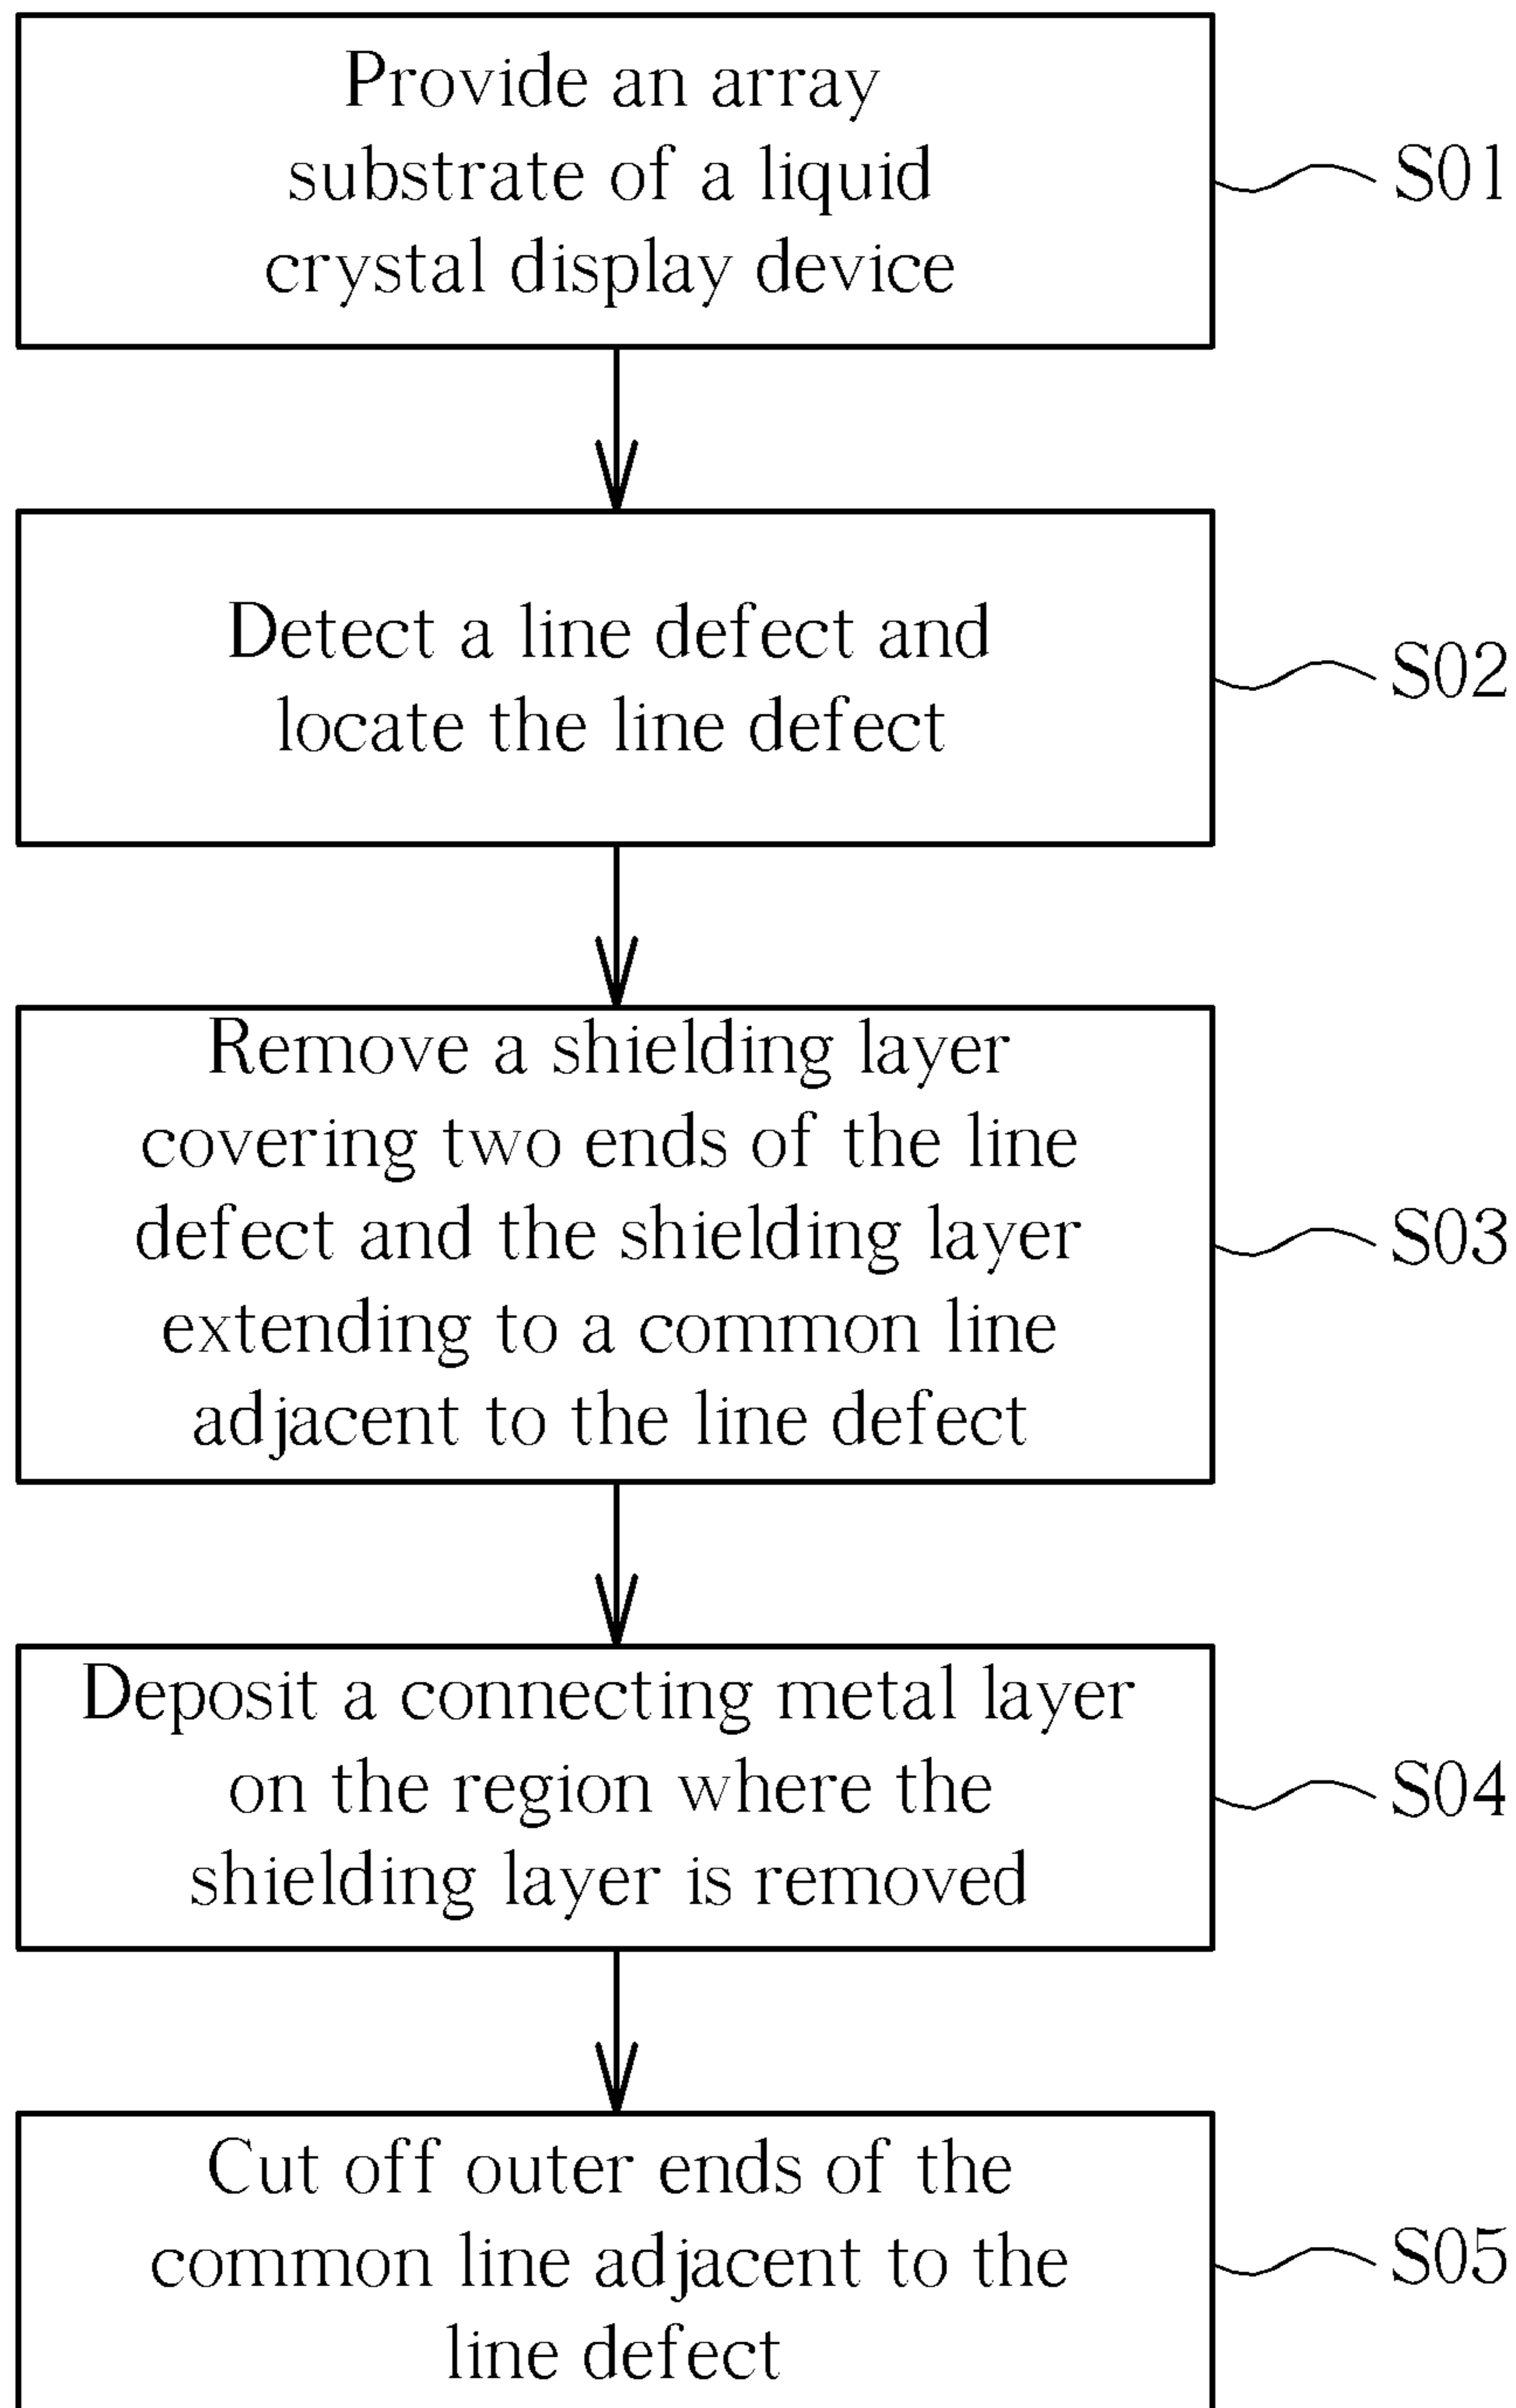 Provide an array
substrate of a liquid
crystal display device
S01
Detect a line defect and
locate the line defect
S02
Remove a shielding layer
covering two ends of the line
defect and the shielding layer
extending to a common line
adjacent to the line defect
S03
Deposit a connecting metal layer
on the region where the
shielding layer is removed
S04
Cut off outer ends of the
common line adjacent to the
line defect
S05